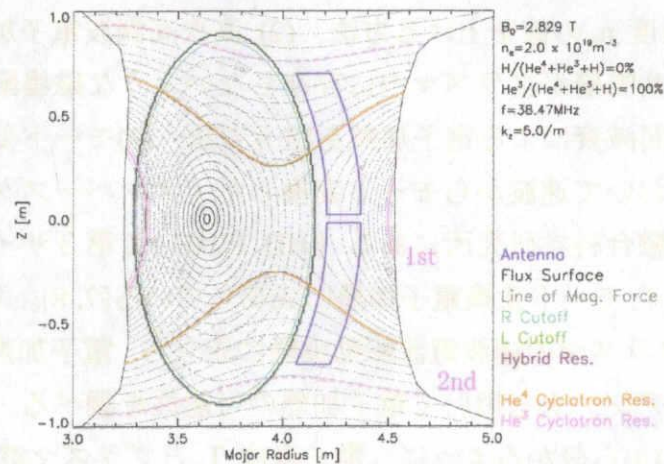 B₀=2.829 T
nₑ=2.0 x 10¹⁹m⁻³
H/(He⁴+He³+H)=0%
He³/(He⁴+He³+H)=100%
f=38.47MHz
k_z=5.0/m
1.0
0.5
0.0
-0.5
-1.0
Z [m]
1st
2nd
Antenna
Flux Surface
Line of Mag. Force
R Cutoff
L Cutoff
Hybrid Res.
He⁴ Cyclotron Res.
He³ Cyclotron Res.
3.0 3.5 4.0 4.5 5.0
Major Radius [m]